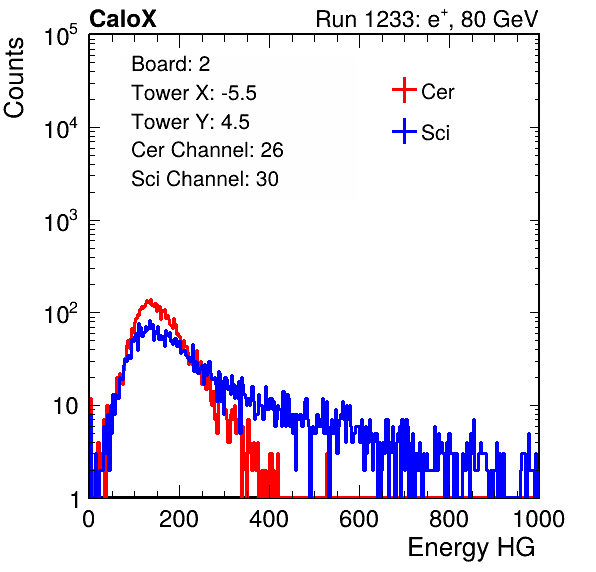 CaloX Run 1233: e⁺, 80 GeV
Counts
10⁵
10⁴
10³
10²
10
1
Board: 2
Tower X: -5.5
Tower Y: 4.5
Cer Channel: 26
Sci Channel: 30
Cer
Sci
0 200 400 600 800 1000
Energy HG